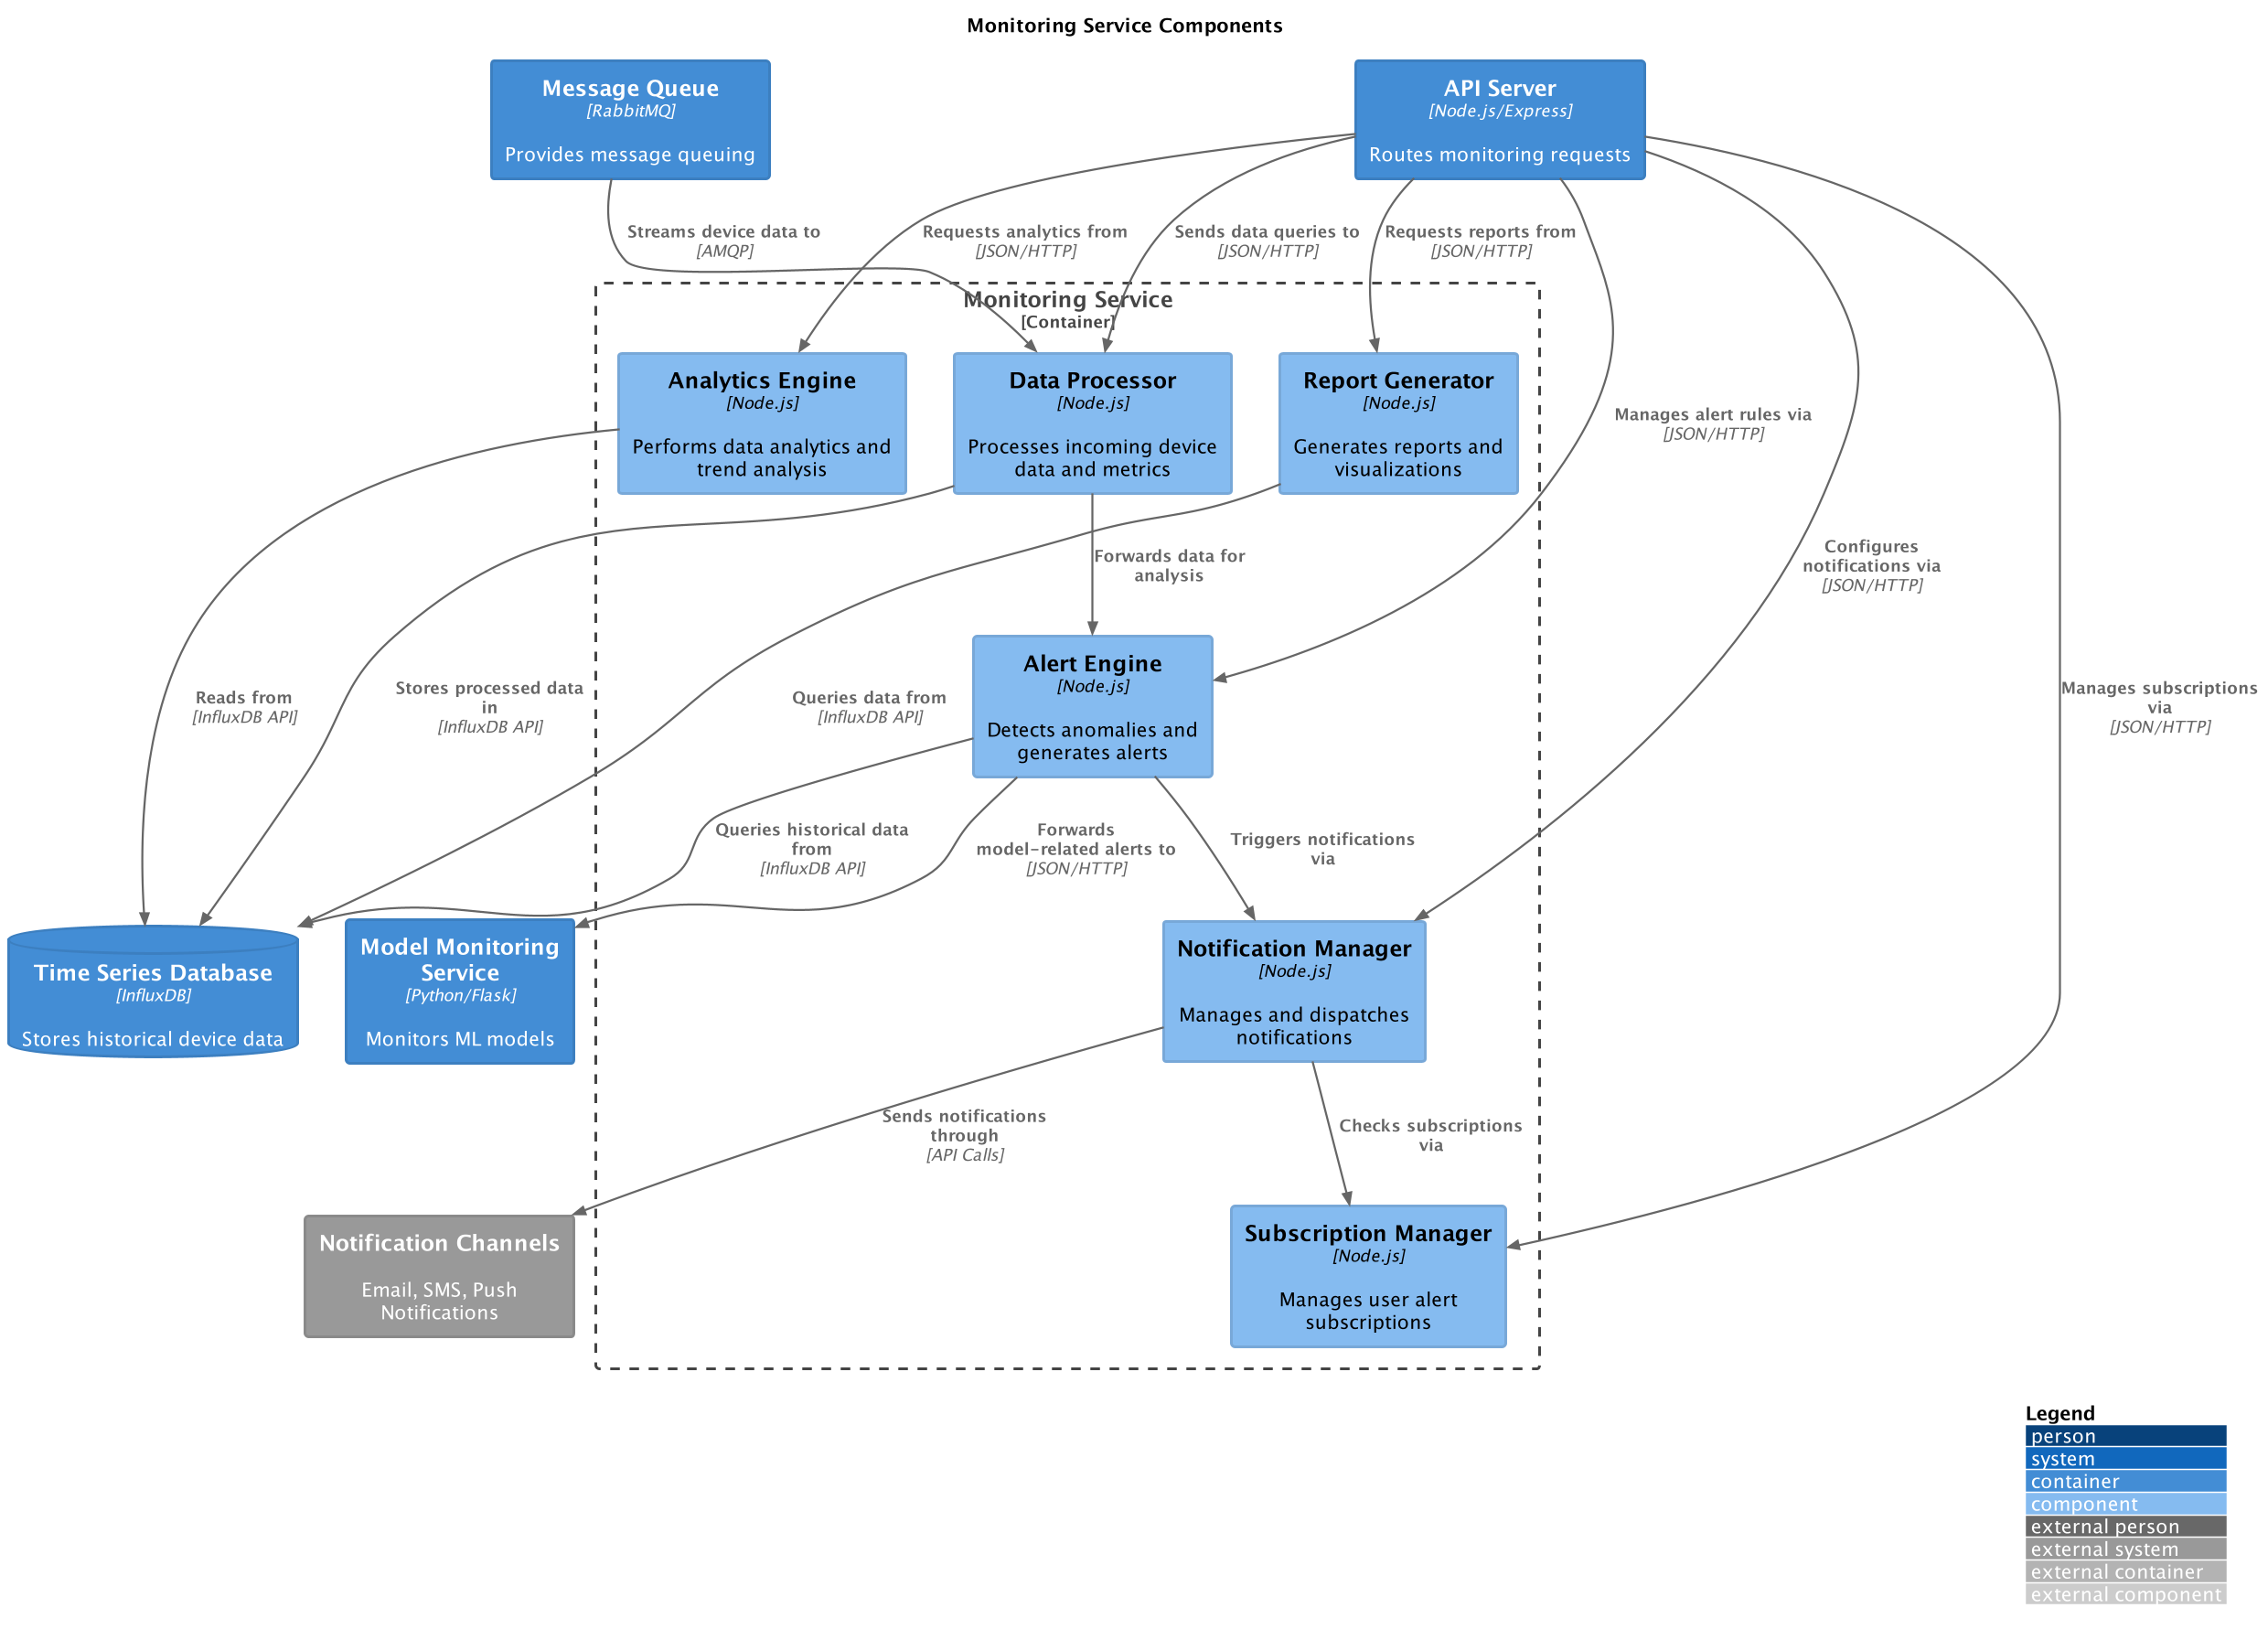 Monitoring Service Components
Message Queue
[RabbitMQ]
Provides message queuing
API Server
[Node.js/Express]
Routes monitoring requests
Streams device data to
[AMQP]
Requests analytics from
[JSON/HTTP]
Sends data queries to
[JSON/HTTP]
Requests reports from
[JSON/HTTP]
Monitoring Service
[Container]
Analytics Engine
[Node.js]
Performs data analytics and
trend analysis
Data Processor
[Node.js]
Processes incoming device
data and metrics
Report Generator
[Node.js]
Generates reports and
visualizations
Manages alert rules via
[JSON/HTTP]
Forwards data for
analysis
Configures
notifications via
[JSON/HTTP]
Reads from
[InfluxDB API]
Stores processed data
in
[InfluxDB API]
Queries data from
[InfluxDB API]
Alert Engine
[Node.js]
Detects anomalies and
generates alerts
Manages subscriptions
via
[JSON/HTTP]
Queries historical data
from
[InfluxDB API]
Forwards
model-related alerts to
[JSON/HTTP]
Triggers notifications
via
Time Series Database
[InfluxDB]
Stores historical device data
Model Monitoring
Service
[Python/Flask]
Monitors ML models
Notification Manager
[Node.js]
Manages and dispatches
notifications
Sends notifications
through
[API Calls]
Checks subscriptions
via
Notification Channels
Email, SMS, Push
Notifications
Subscription Manager
[Node.js]
Manages user alert
subscriptions
Legend
person
system
container
component
external person
external system
external container
external component